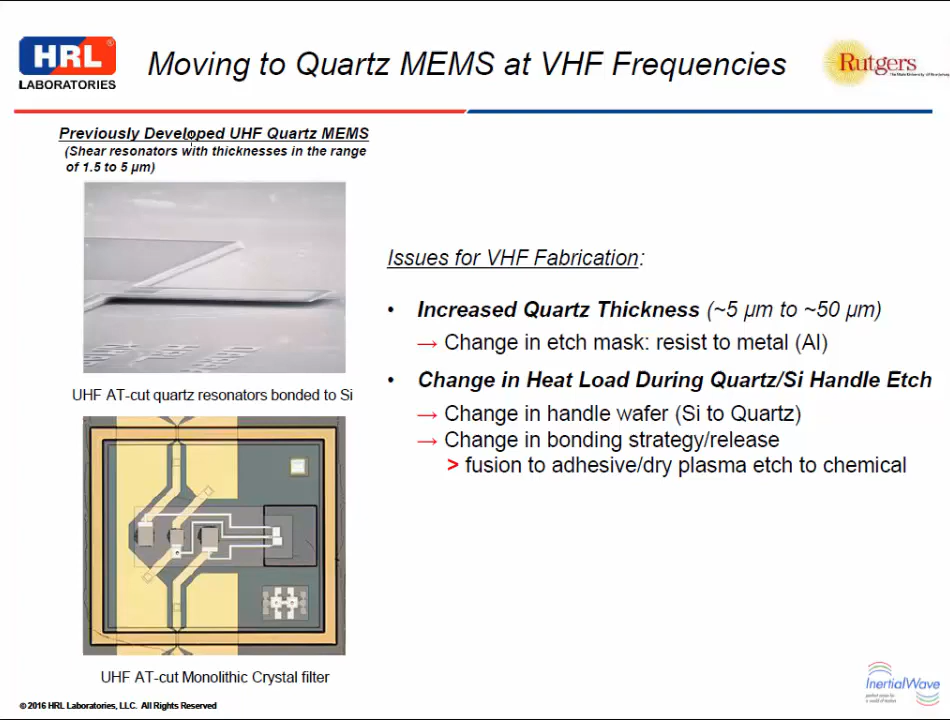 HRL
®
LABORATORIES
Moving to Quartz MEMS at VHF Frequencies
Rutgers
Previously Developed UHF Quartz MEMS
(Shear resonators with thicknesses in the range
of 1.5 to 5 µm)
UHF AT-cut quartz resonators bonded to Si
UHF AT-cut Monolithic Crystal filter
Issues for VHF Fabrication:
• Increased Quartz Thickness (~5 µm to ~50 µm)
→ Change in etch mask: resist to metal (Al)
• Change in Heat Load During Quartz/Si Handle Etch
→ Change in handle wafer (Si to Quartz)
→ Change in bonding strategy/release
> fusion to adhesive/dry plasma etch to chemical
InertialWave
© 2016 HRL Laboratories, LLC. All Rights Reserved